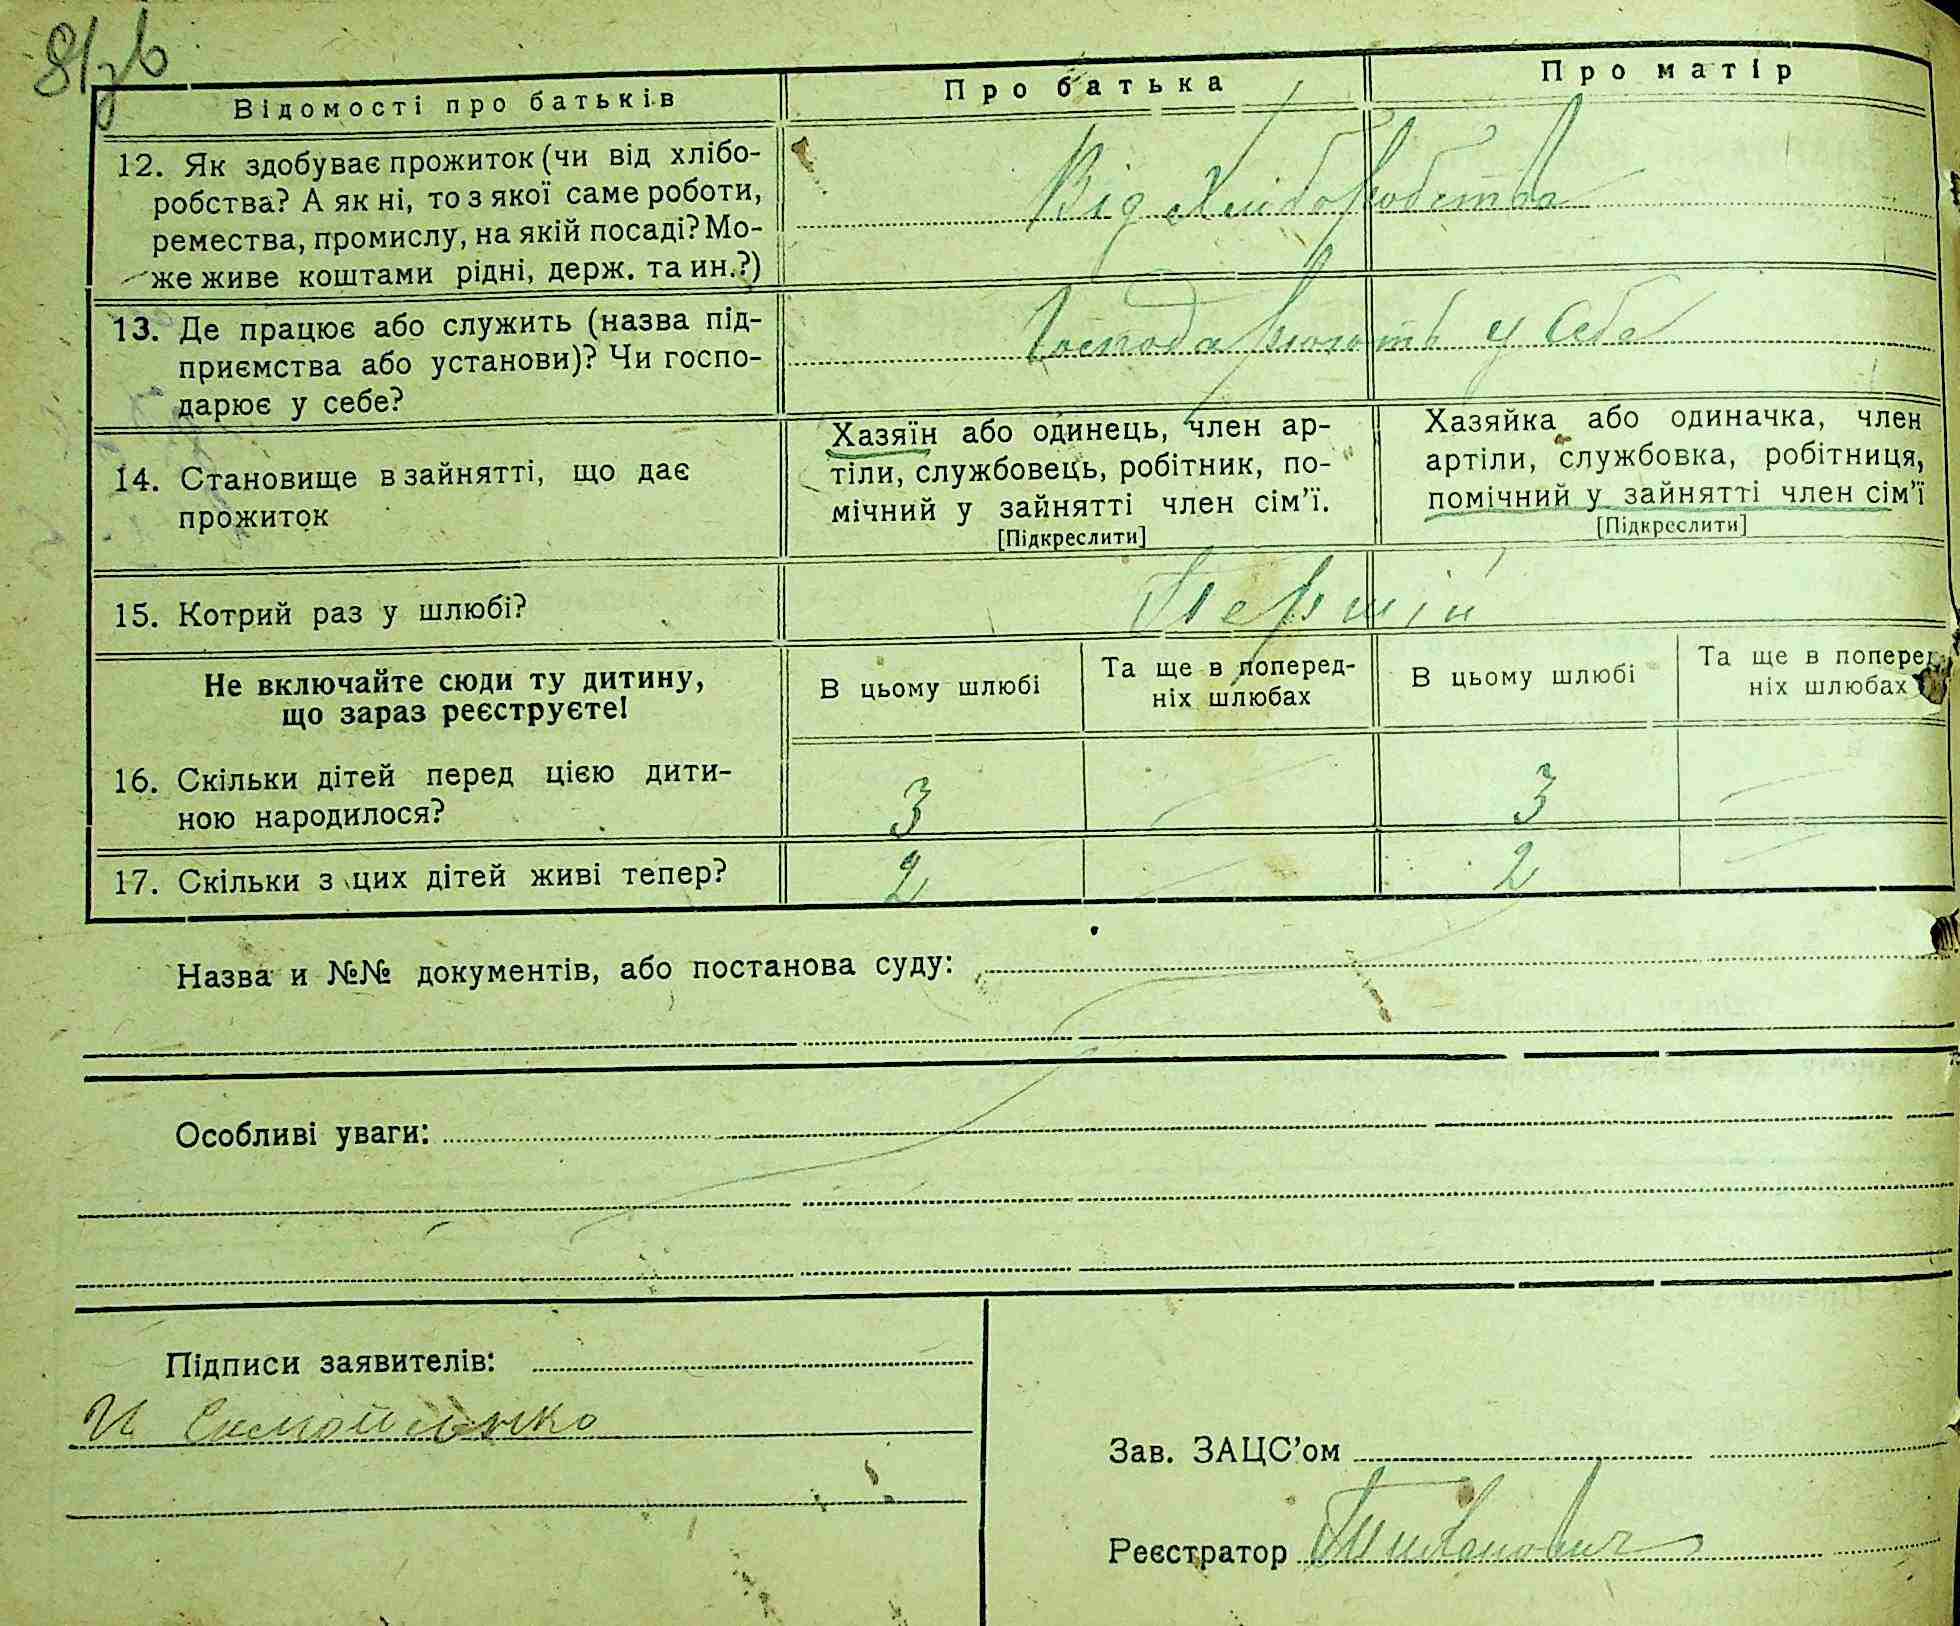 81 зв
Відомості про батьків
Про батька
Про матір
12. Як здобуває прожиток (чи від хлібо-
робства? А як ні, то з якої саме роботи,
ремества, промислу, на якій посаді? Мо-
же живе коштами рідні, держ. та ин.?)
Від Хліборобства
13. Де працює або служить (назва під-
приємства або установи)? Чи госпо-
дарює у себе?
Господарюють у себе
14. Становище в зайнятті, що дає
прожиток
Хазяїн або одинець, член ар-
тіли, службовець, робітник, по-
мічний у зайнятті член сім'ї.
[Підкреслити]
Хазяйка або одиначка, член
артіли, службовка, робітниця,
помічний у зайнятті член сім'ї
[Підкреслити]
15. Котрий раз у шлюбі?
Першій
Не включайте сюди ту дитину,
що зараз реєструєте!
В цьому шлюбі
Та ще в поперед-
ніх шлюбах
В цьому шлюбі
Та ще в поперед
ніх шлюбах
16. Скільки дітей перед цією дити-
ною народилося?
3 — 3 —
17. Скільки з цих дітей живі тепер?
2 — 2 —
Назва и №№ документів, або постанова суду:
Особливі уваги:
Підписи заявителів:
И Самойленко
Зав. ЗАЦС'ом
Реєстратор